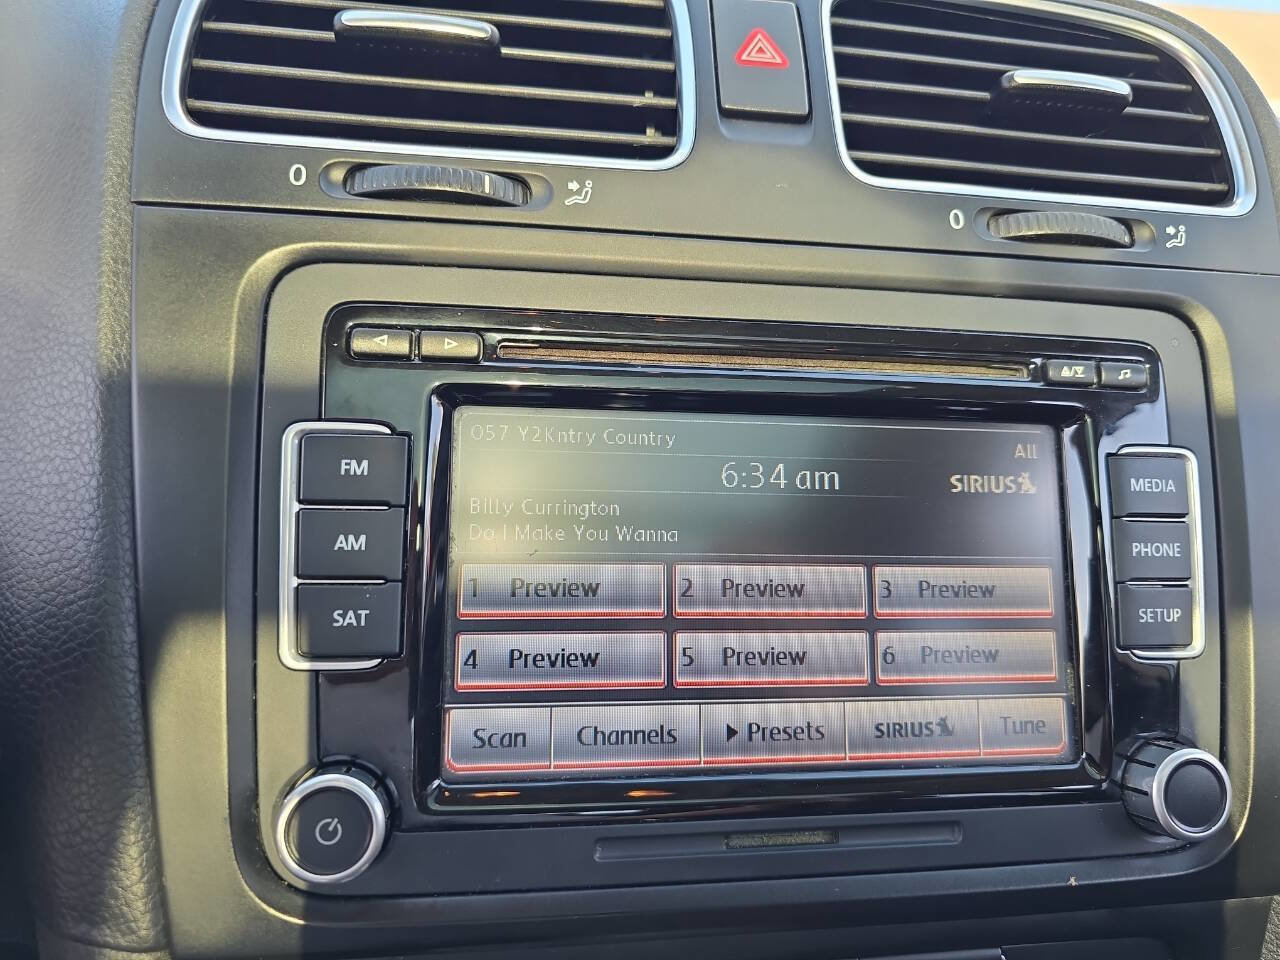 0
0
057 Y2Kntry Country
All
6:34 am
SIRIUS
Billy Currington
Do I Make You Wanna
FM
AM
SAT
MEDIA
PHONE
SETUP
1 Preview
2 Preview
3 Preview
4 Preview
5 Preview
6 Preview
Scan
Channels
Presets
SIRIUS
Tune